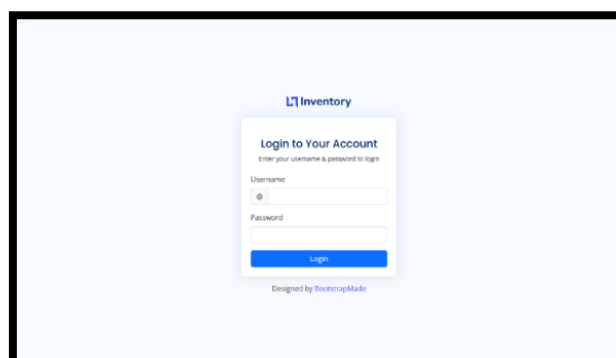 Inventory
Login to Your Account
Enter your username & password to login
Username
@
Password
Login
Designed by BootstrapMade